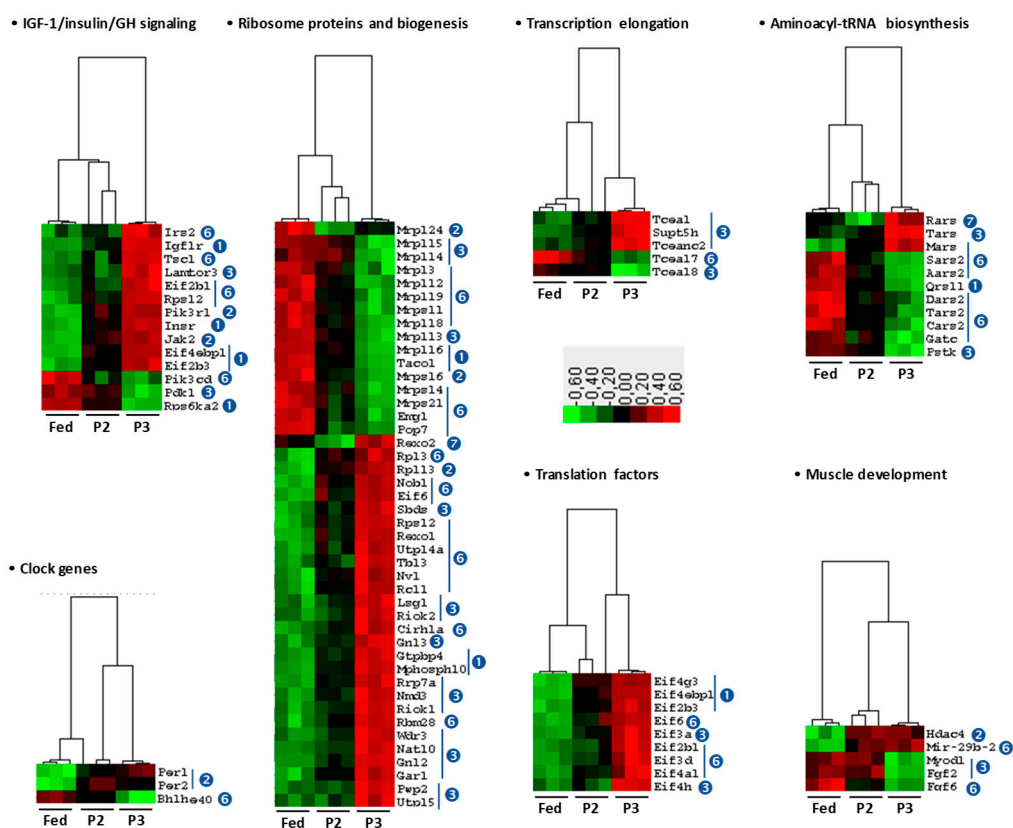 • IGF-1/insulin/GH signaling
Irs2 6
Igf1r 1
Tsc1 6
Lamtor3 3
Eif2b1
Rps12 6
Pik3r1 2
Insr 1
Jak2 2
Eif4ebp1
Eif2b3 1
Pik3cd 6
Pdk1 3
Rps6ka2 1
Fed P2 P3
• Ribosome proteins and biogenesis
Mrpl24 2
Mrpl15
Mrpl14 3
Mrpl3
Mrpl12
Mrpl19 6
Mrps11
Mrpl18
Mrpl13 3
Mrpl16
Taco1 1
Mrps16 2
Mrps14
Mrps21
Emg1 6
Pop7
Rexo2 7
Rpl3 6
Rpl13 2
Nob1
Eif6 6
Sbds 3
Rps12
Rexo1
Utp14a
Tbl3 6
Nvl
Rcl1
Lsg1
Riok2 3
Cirh1a 6
Gnl3 3
Gtpbp4
Mphosph10 1
Rrp7a
Nmd3 3
Riok1
Rbm28 6
Wdr3
Nat10
Gnl2 3
Gar1
Pwp2
Utp15 3
Fed P2 P3
• Transcription elongation
Tcea1
Supt5h 3
Tceanc2
Tceal7 6
Tceal8 3
Fed P2 P3
-0,60
-0,40
-0,20
0,00
0,20
0,40
0,60
• Aminoacyl-tRNA biosynthesis
Rars 7
Tars 3
Mars
Sars2 6
Aars2
Qrsl1 1
Dars2
Tars2
Cars2 6
Gatc
Pstk 3
Fed P2 P3
• Clock genes
Per1
Per2 2
Bhlhe40 6
Fed P2 P3
• Translation factors
Eif4g3
Eif4ebp1 1
Eif2b3
Eif6 6
Eif3a 3
Eif2b1
Eif3d 6
Eif4a1
Eif4h 3
Fed P2 P3
• Muscle development
Hdac4 2
Mir-29b-2 6
Myod1
Fgf2 3
Fgf6 6
Fed P2 P3